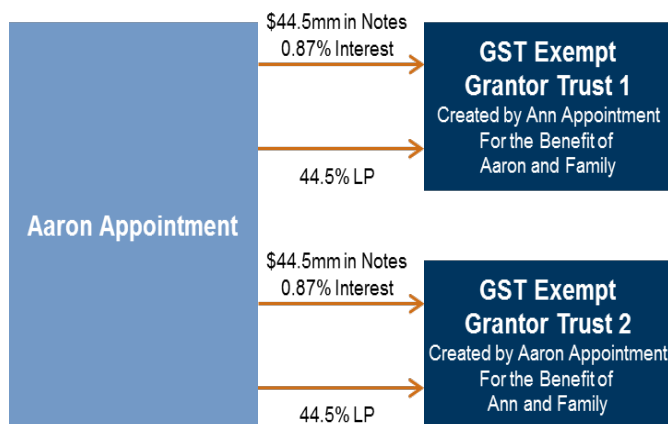 Aaron Appointment
$44.5mm in Notes
0.87% Interest
44.5% LP
GST Exempt
Grantor Trust 1
Created by Ann Appointment
For the Benefit of
Aaron and Family
$44.5mm in Notes
0.87% Interest
44.5% LP
GST Exempt
Grantor Trust 2
Created by Aaron Appointment
For the Benefit of
Ann and Family